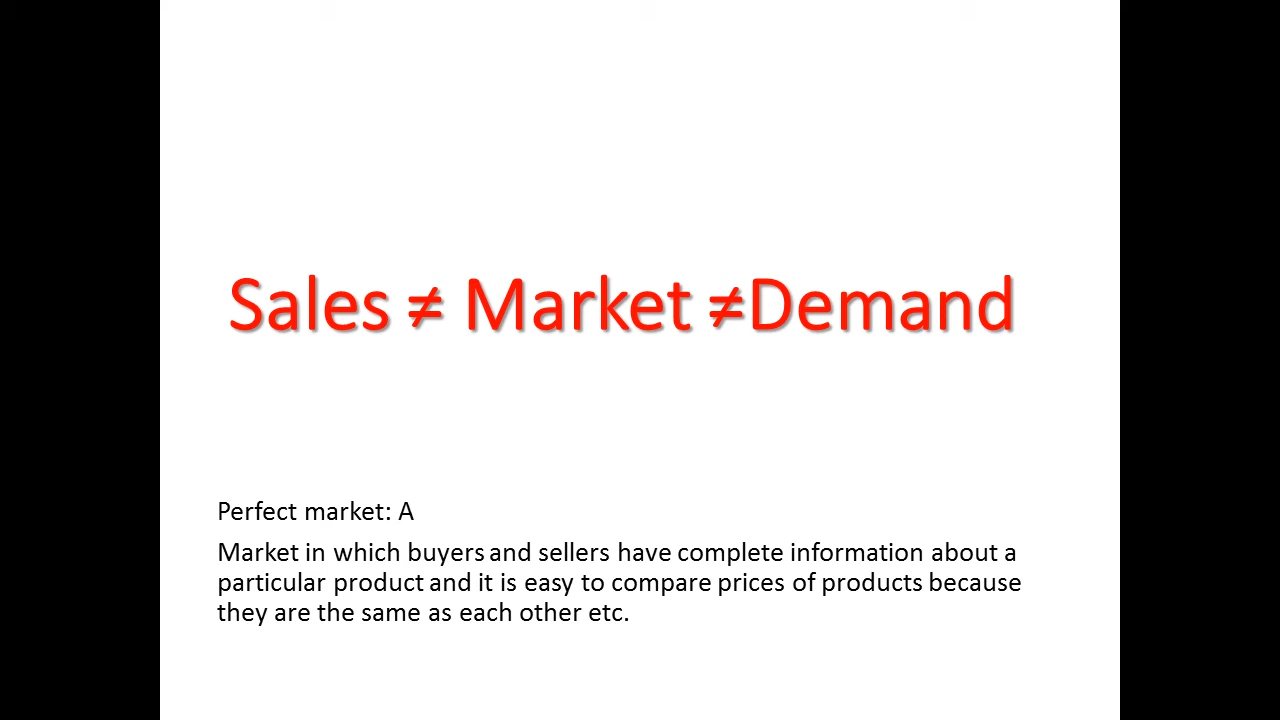 Sales ≠ Market ≠Demand
Perfect market: A
Market in which buyers and sellers have complete information about a
particular product and it is easy to compare prices of products because
they are the same as each other etc.